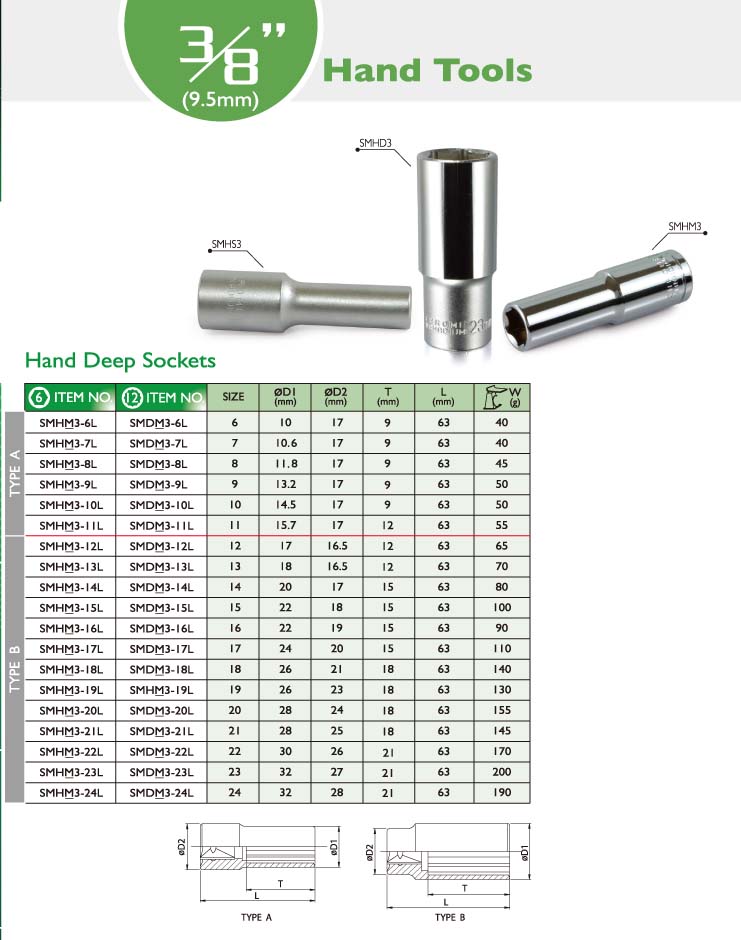 3/8”
(9.5mm)
Hand Tools
SMHD3
SMHM3
SMHS3
23
Hand Deep Sockets
6 ITEM NO. 12 ITEM NO. SIZE øD1 (mm) øD2 (mm) T (mm) L (mm) W (g)
TYPE A
SMHM3-6L SMDM3-6L 6 10 17 9 63 40
SMHM3-7L SMDM3-7L 7 10.6 17 9 63 40
SMHM3-8L SMDM3-8L 8 11.8 17 9 63 45
SMHM3-9L SMDM3-9L 9 13.2 17 9 63 50
SMHM3-10L SMDM3-10L 10 14.5 17 9 63 50
SMHM3-11L SMDM3-11L 11 15.7 17 12 63 55
TYPE B
SMHM3-12L SMDM3-12L 12 17 16.5 12 63 65
SMHM3-13L SMDM3-13L 13 18 16.5 12 63 70
SMHM3-14L SMDM3-14L 14 20 17 15 63 80
SMHM3-15L SMDM3-15L 15 22 18 15 63 100
SMHM3-16L SMDM3-16L 16 22 19 15 63 90
SMHM3-17L SMDM3-17L 17 24 20 15 63 110
SMHM3-18L SMDM3-18L 18 26 21 18 63 140
SMHM3-19L SMHM3-19L 19 26 23 18 63 130
SMHM3-20L SMDM3-20L 20 28 24 18 63 155
SMHM3-21L SMDM3-21L 21 28 25 18 63 145
SMHM3-22L SMDM3-22L 22 30 26 21 63 170
SMHM3-23L SMDM3-23L 23 32 27 21 63 200
SMHM3-24L SMDM3-24L 24 32 28 21 63 190
øD2 øD1 øD2 øD1
T T
L L
TYPE A TYPE B